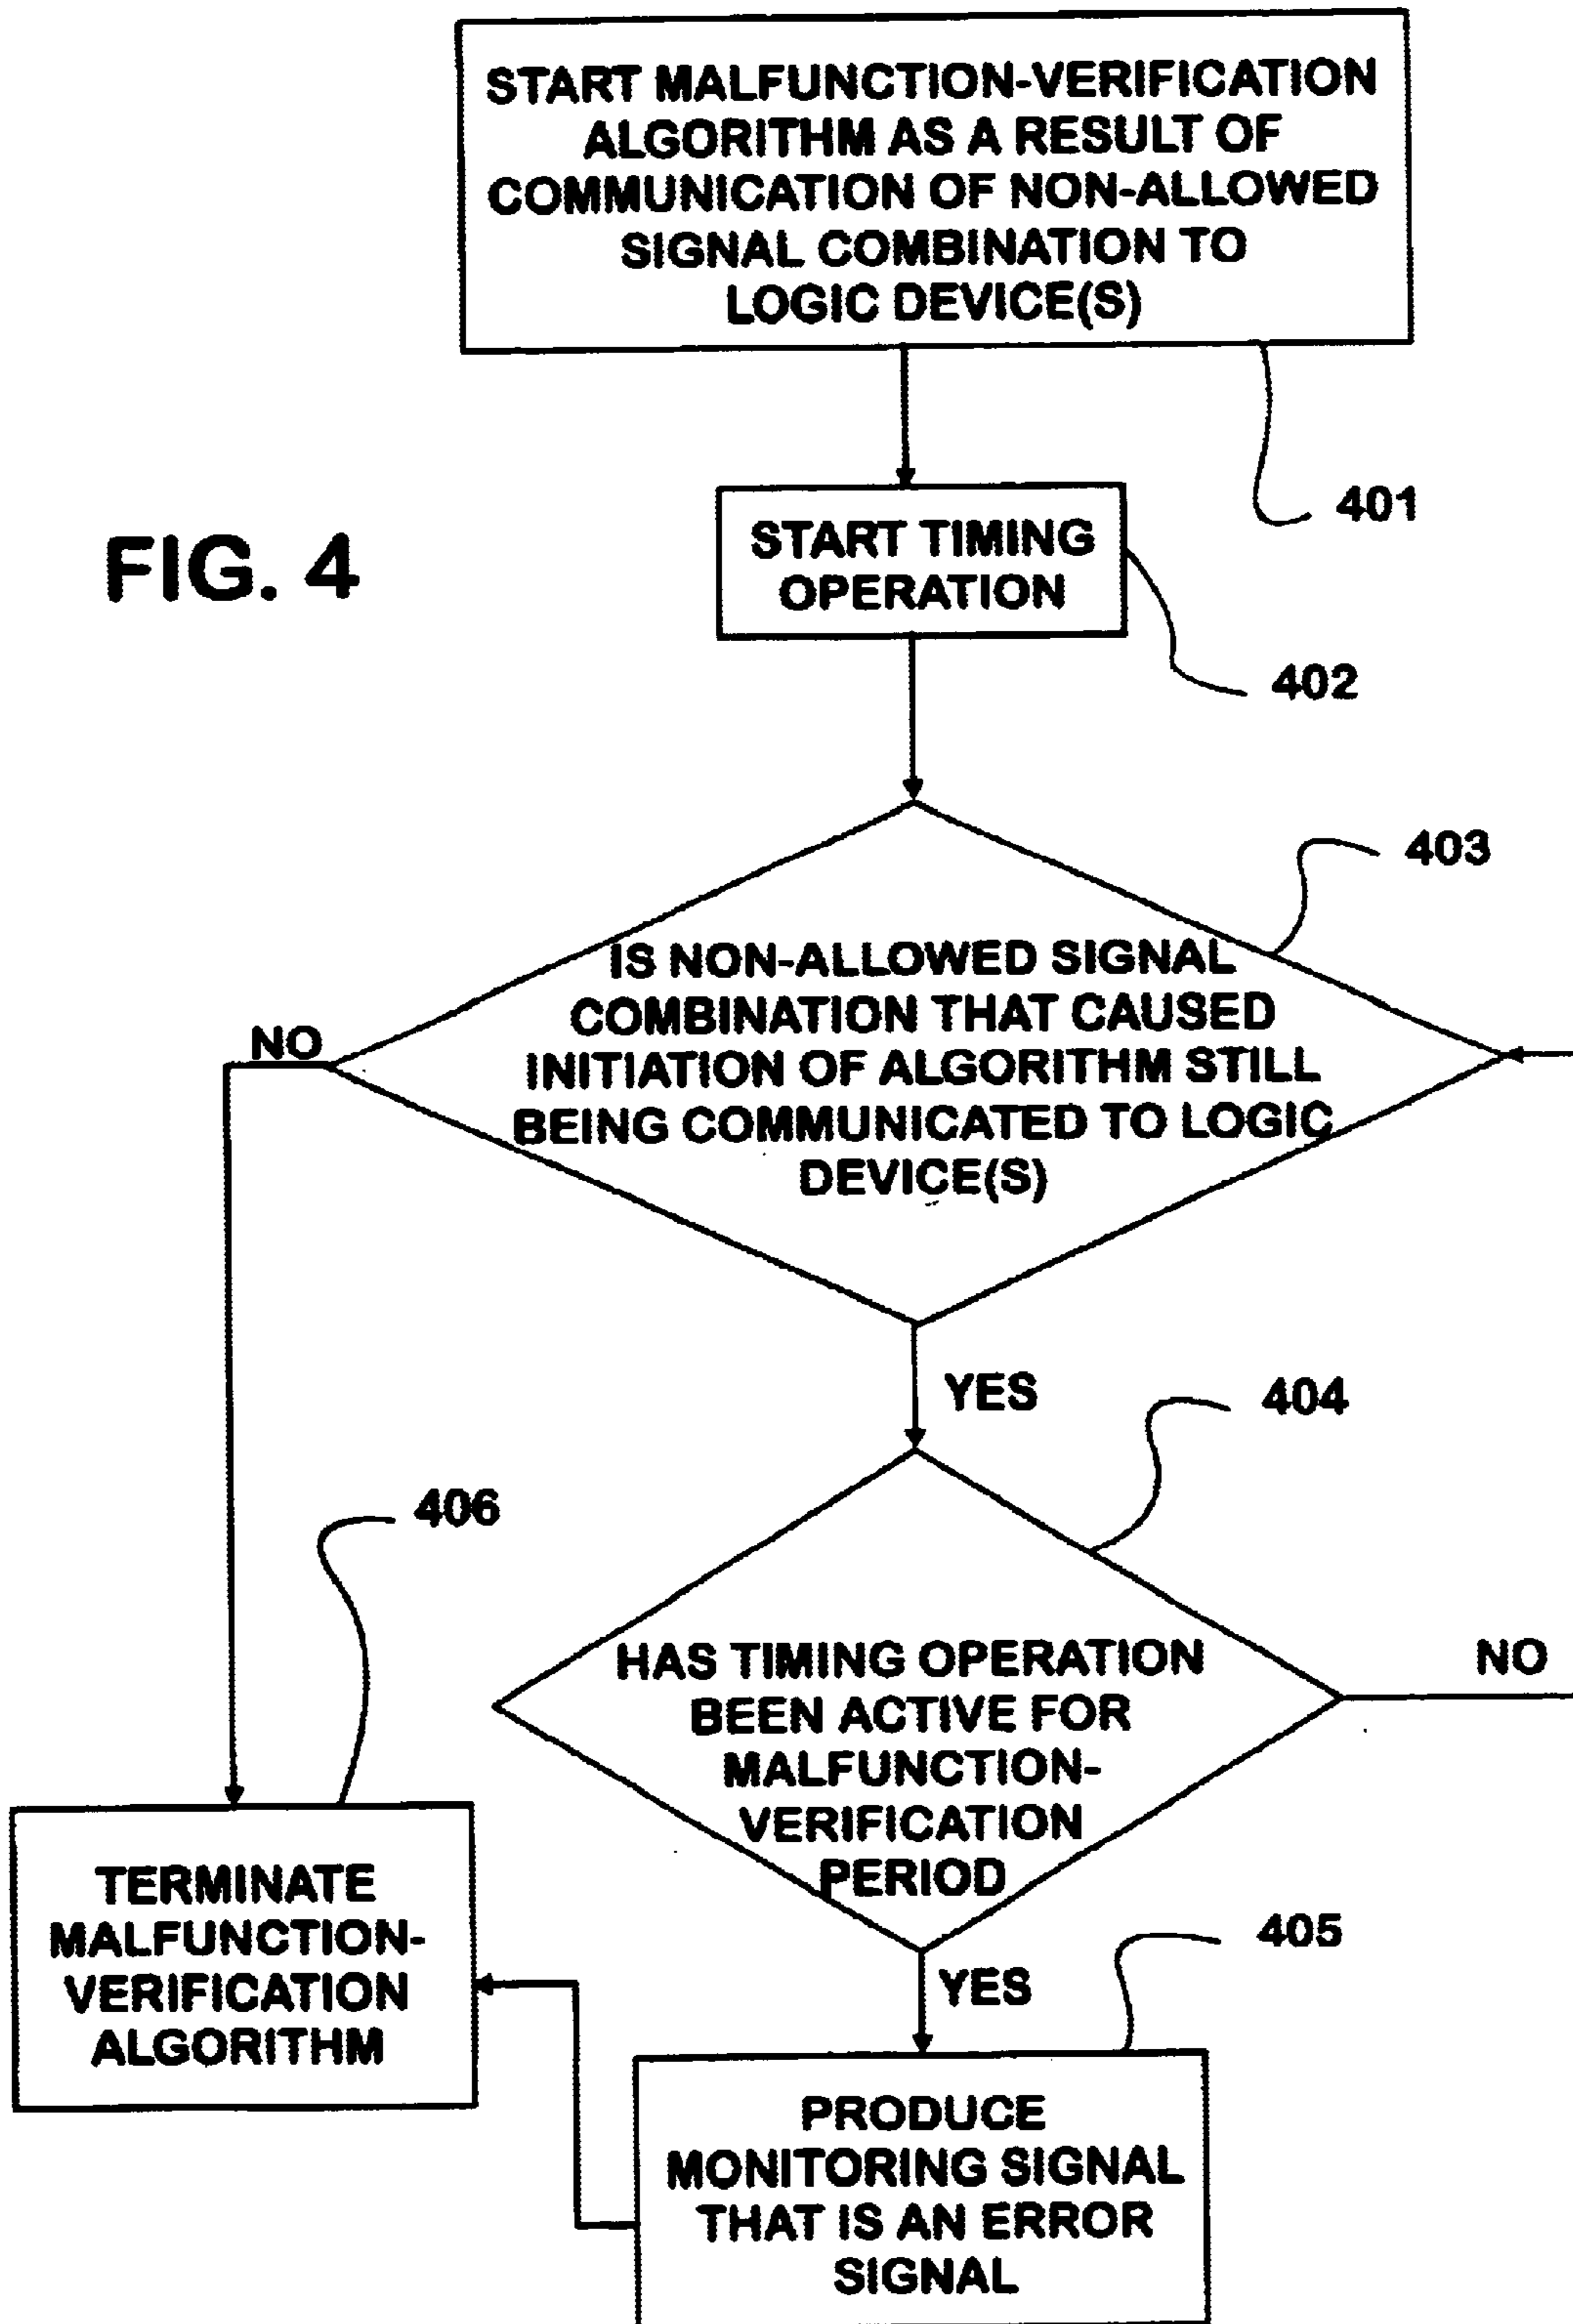 START MALFUNCTION-VERIFICATION
ALGORITHM AS A RESULT OF
COMMUNICATION OF NON-ALLOWED
SIGNAL COMBINATION TO
LOGIC DEVICE(S)
401
FIG. 4
START TIMING
OPERATION
402
403
IS NON-ALLOWED SIGNAL
COMBINATION THAT CAUSED
INITIATION OF ALGORITHM STILL
BEING COMMUNICATED TO LOGIC
DEVICE(S)
NO
YES
404
406
HAS TIMING OPERATION
BEEN ACTIVE FOR
MALFUNCTION-
VERIFICATION
PERIOD
NO
YES
405
TERMINATE
MALFUNCTION-
VERIFICATION
ALGORITHM
PRODUCE
MONITORING SIGNAL
THAT IS AN ERROR
SIGNAL